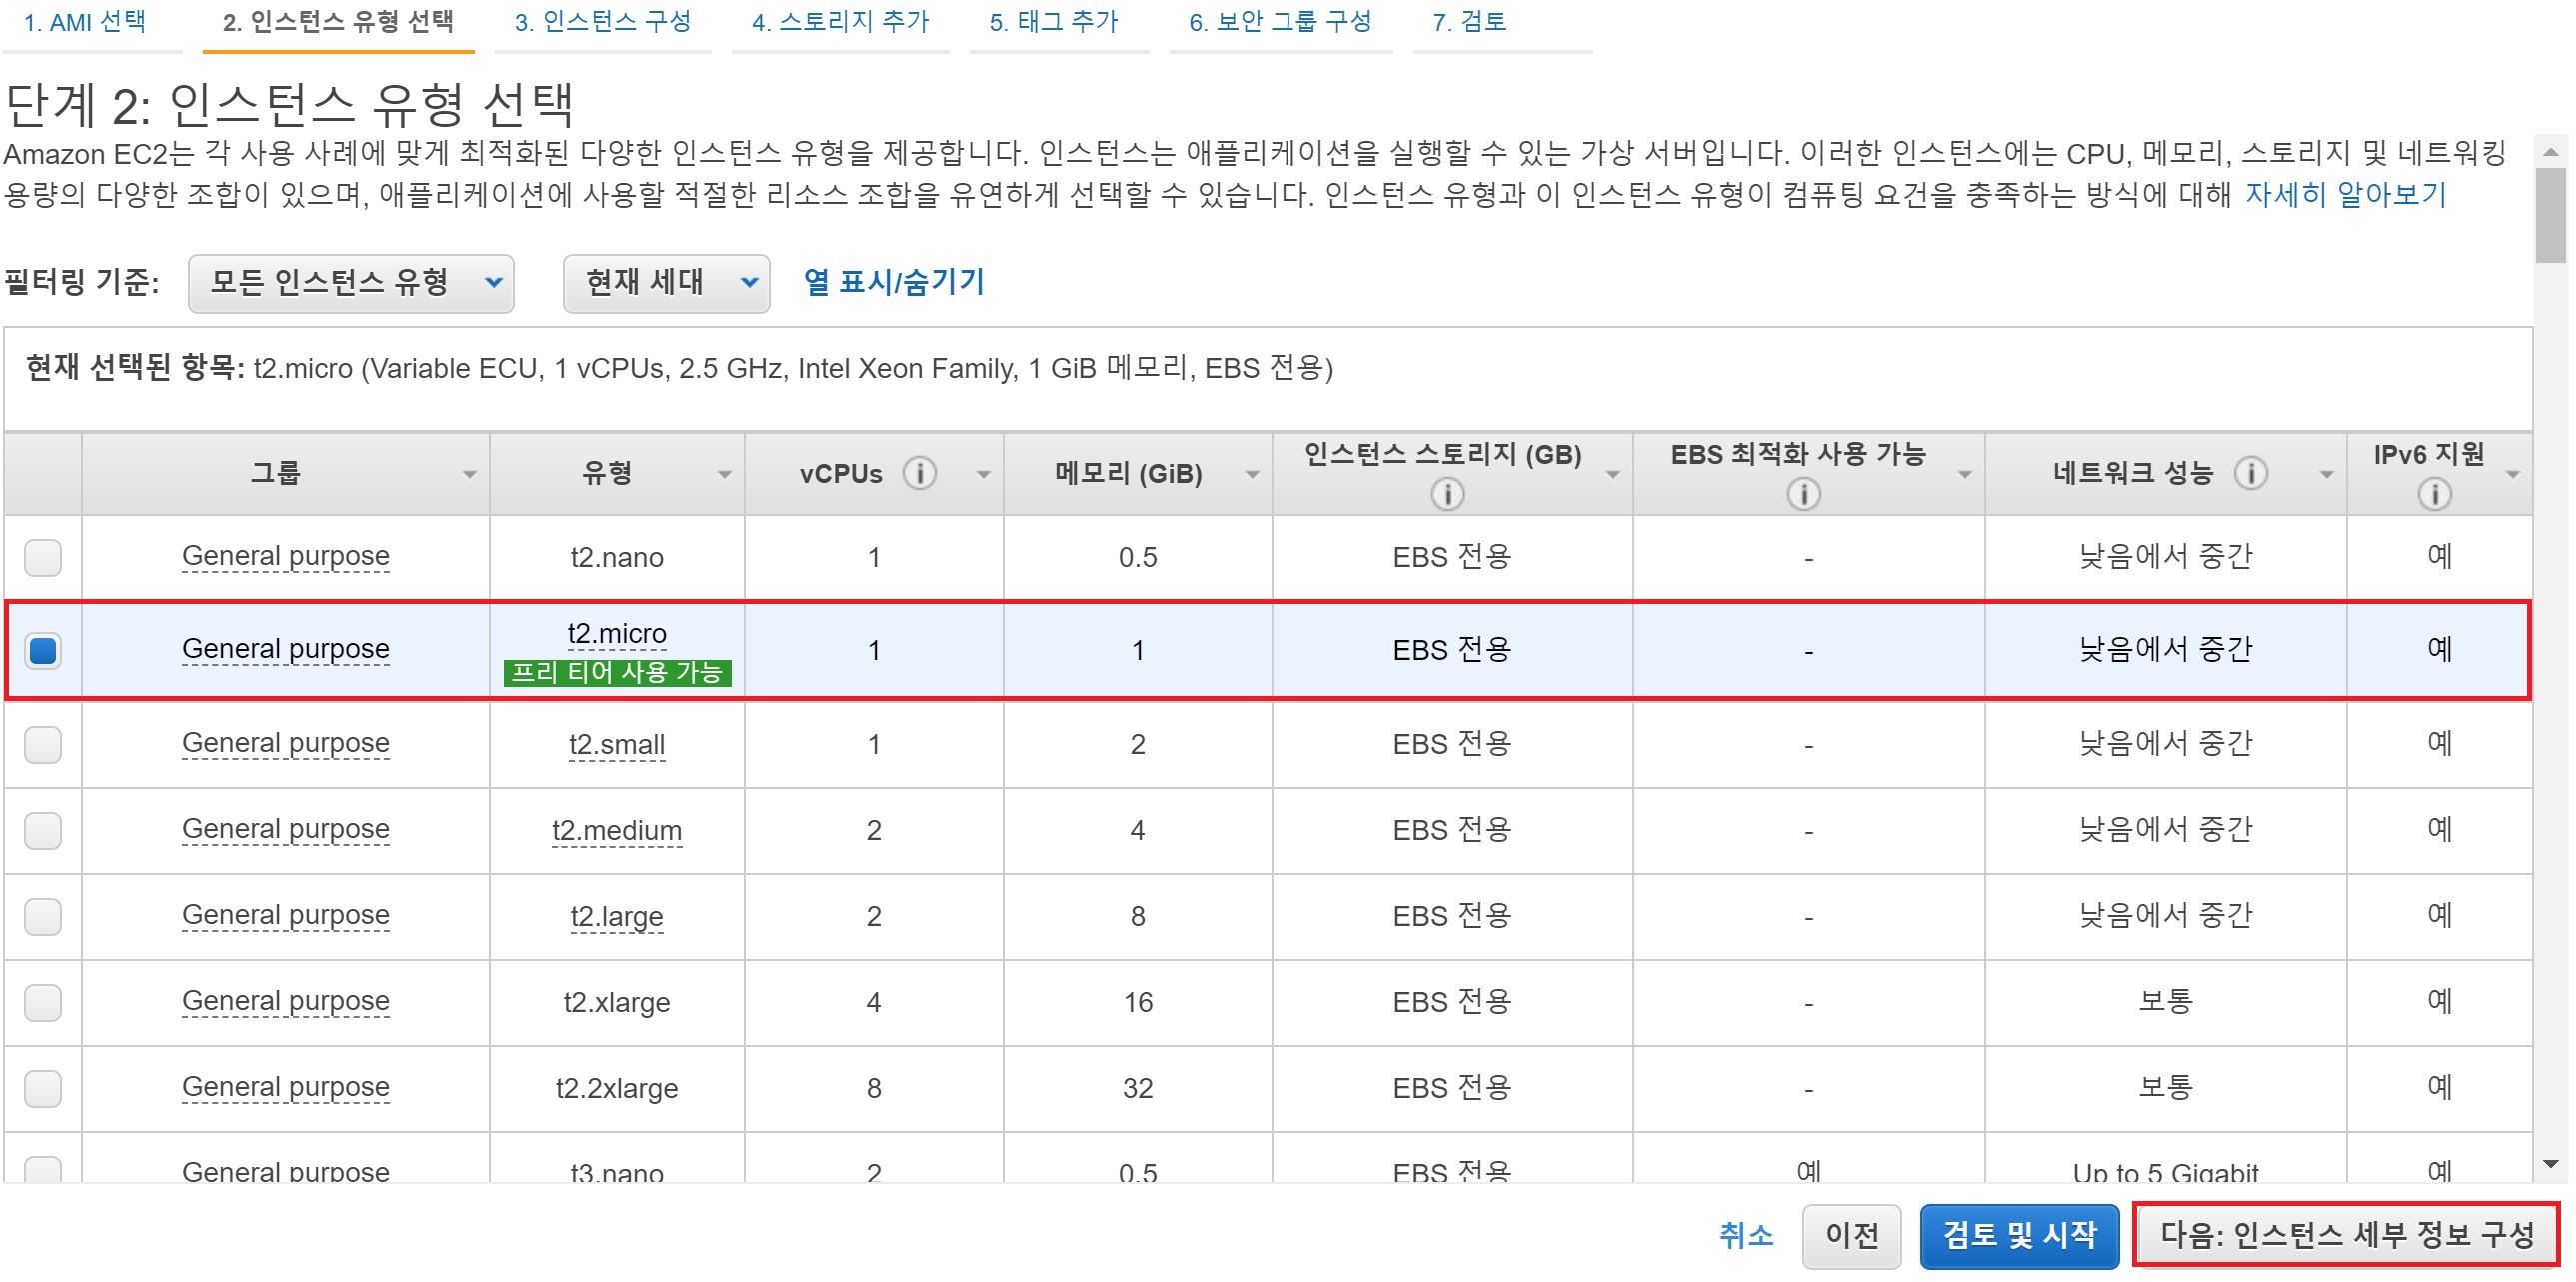 1. AMI 선택 2. 인스턴스 유형 선택 3. 인스턴스 구성 4. 스토리지 추가 5. 태그 추가 6. 보안 그룹 구성 7. 검토
단계 2: 인스턴스 유형 선택
Amazon EC2는 각 사용 사례에 맞게 최적화된 다양한 인스턴스 유형을 제공합니다. 인스턴스는 애플리케이션을 실행할 수 있는 가상 서버입니다. 이러한 인스턴스에는 CPU, 메모리, 스토리지 및 네트워킹
용량의 다양한 조합이 있으며, 애플리케이션에 사용할 적절한 리소스 조합을 유연하게 선택할 수 있습니다. 인스턴스 유형과 이 인스턴스 유형이 컴퓨팅 요건을 충족하는 방식에 대해 자세히 알아보기
필터링 기준: 모든 인스턴스 유형 현재 세대 열 표시/숨기기
현재 선택된 항목: t2.micro (Variable ECU, 1 vCPUs, 2.5 GHz, Intel Xeon Family, 1 GiB 메모리, EBS 전용)
그룹 유형 vCPUs 메모리 (GiB) 인스턴스 스토리지 (GB) EBS 최적화 사용 가능 네트워크 성능 IPv6 지원
General purpose t2.nano 1 0.5 EBS 전용 - 낮음에서 중간 예
General purpose t2.micro 1 1 EBS 전용 - 낮음에서 중간 예
프리 티어 사용 가능
General purpose t2.small 1 2 EBS 전용 - 낮음에서 중간 예
General purpose t2.medium 2 4 EBS 전용 - 낮음에서 중간 예
General purpose t2.large 2 8 EBS 전용 - 낮음에서 중간 예
General purpose t2.xlarge 4 16 EBS 전용 - 보통 예
General purpose t2.2xlarge 8 32 EBS 전용 - 보통 예
General purpose t3.nano 2 0.5 EBS 전용 예 Up to 5 Gigabit 예
취소 이전 검토 및 시작 다음: 인스턴스 세부 정보 구성